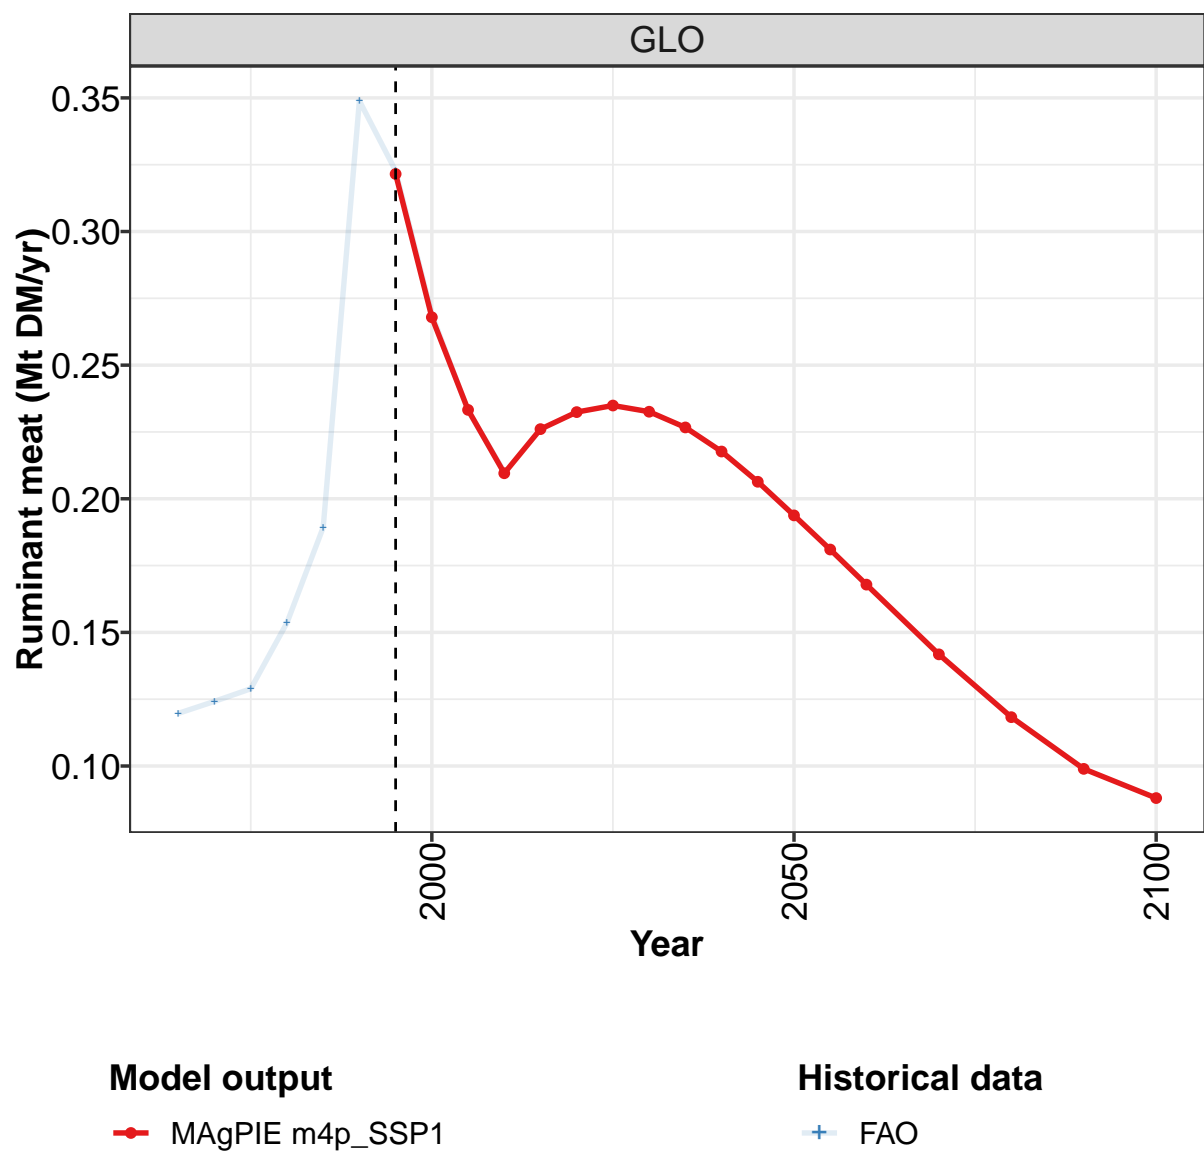 GLO
0.35
0.30
0.25
0.20
0.15
0.10
Ruminant meat (Mt DM/yr)
2000
2050
2100
Year
Model output
MAgPIE m4p_SSP1
Historical data
FAO